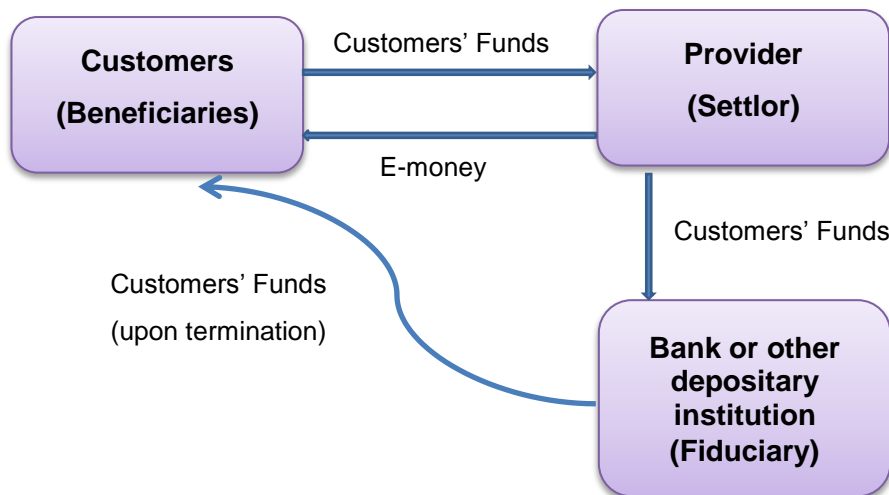 Customers
(Beneficiaries)
Customers’ Funds
Provider
(Settlor)
E-money
Customers’ Funds
Customers’ Funds
(upon termination)
Bank or other
depositary
institution
(Fiduciary)